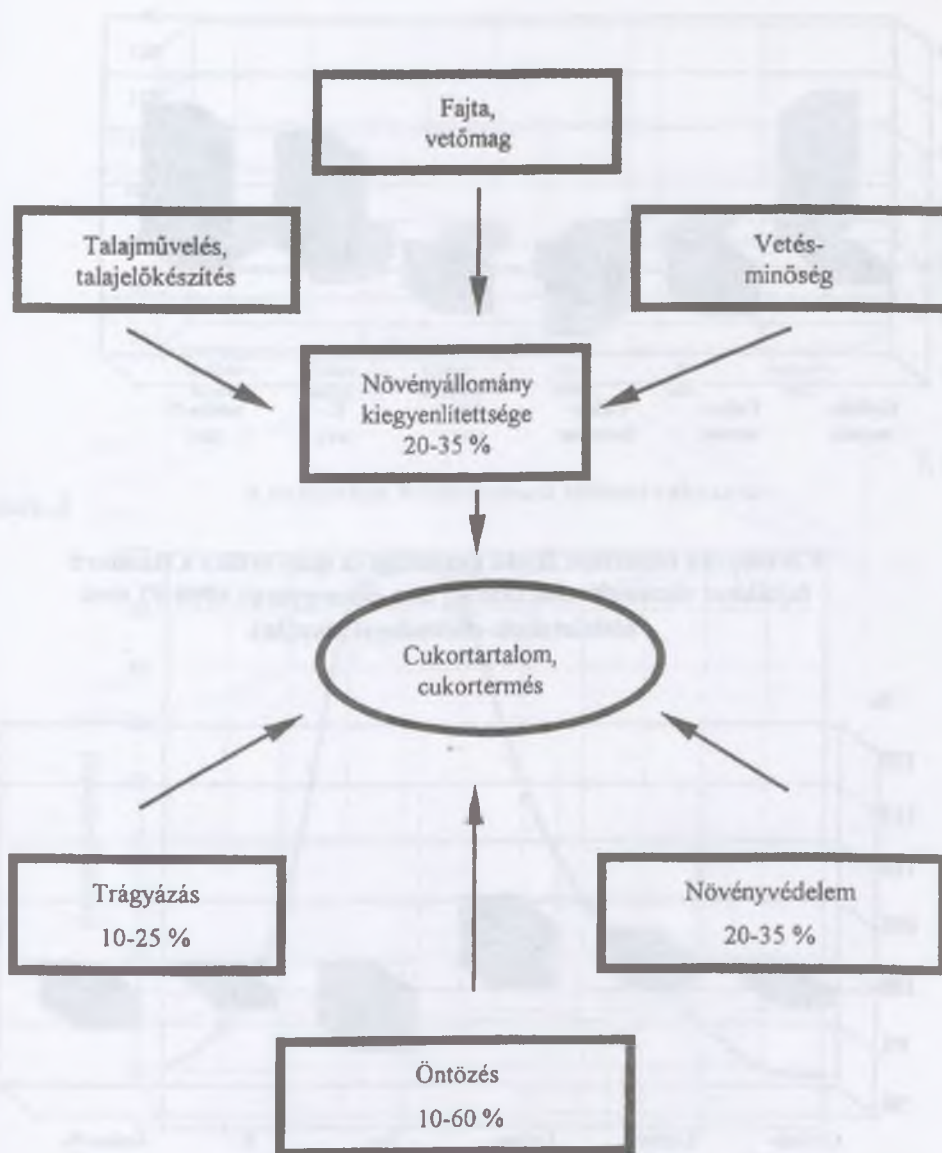 Fajta,
vetőmag
Talajművelés,
talajelőkészítés
Vetés-
minőség
Növényállomány
kiegyenlítettsége
20-35 %
Cukortartalom,
cukortermés
Trágyázás
10-25 %
Növényvédelem
20-35 %
Öntözés
10-60 %